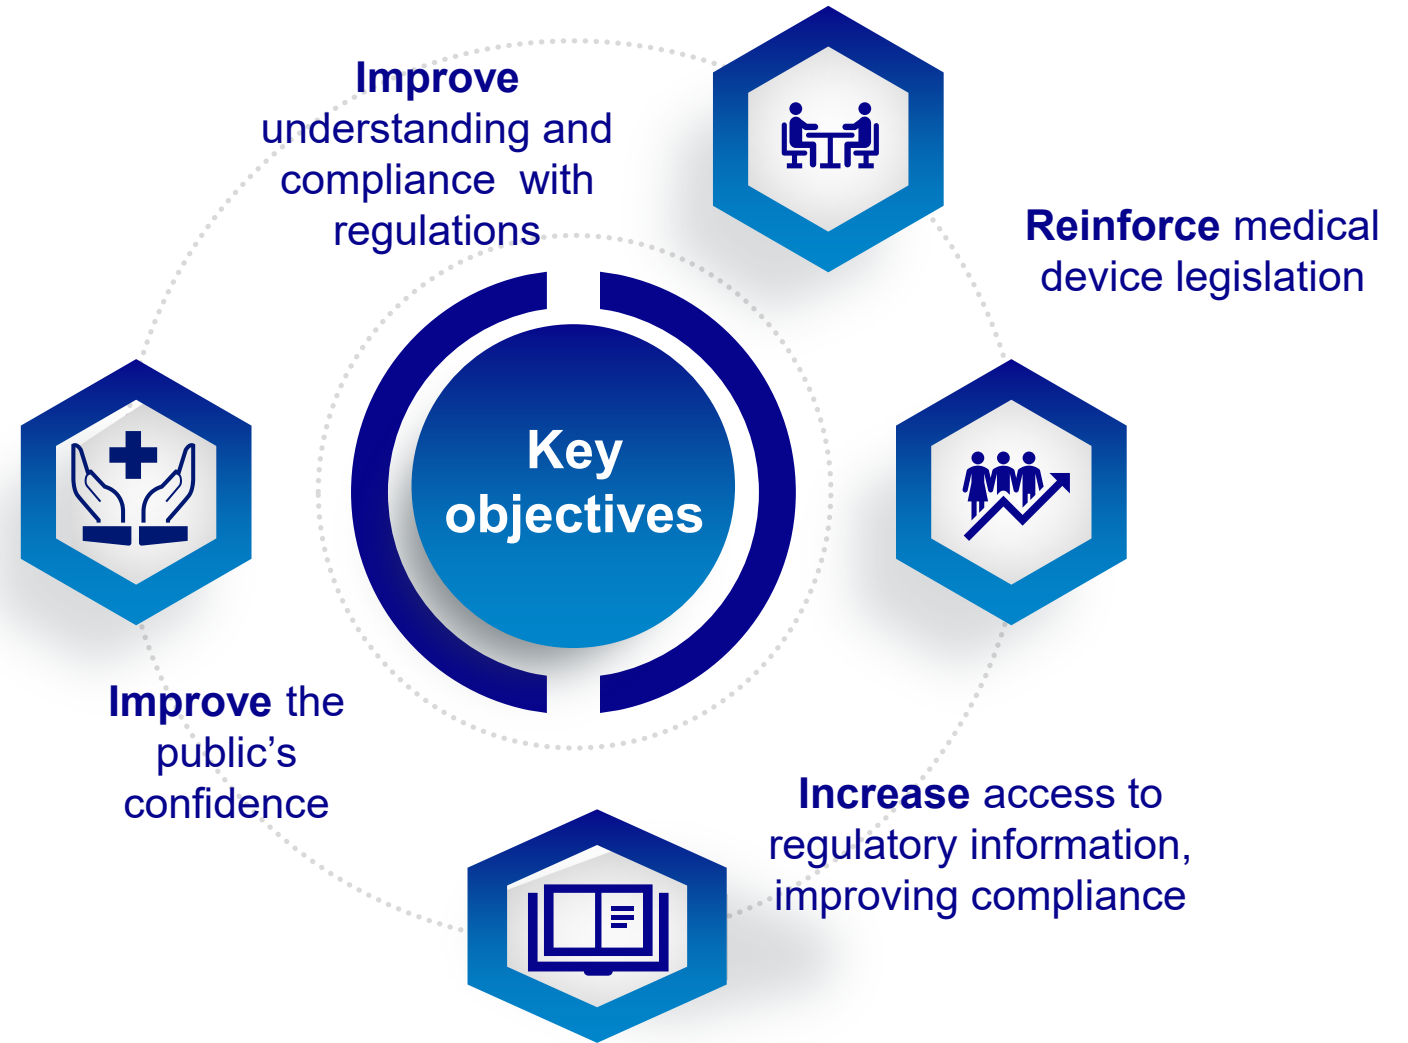 Improve
understanding and
compliance  with
regulations
Reinforce medical
device legislation
Key
objectives
Improve the
public’s
confidence
Increase access to
regulatory information,
improving compliance